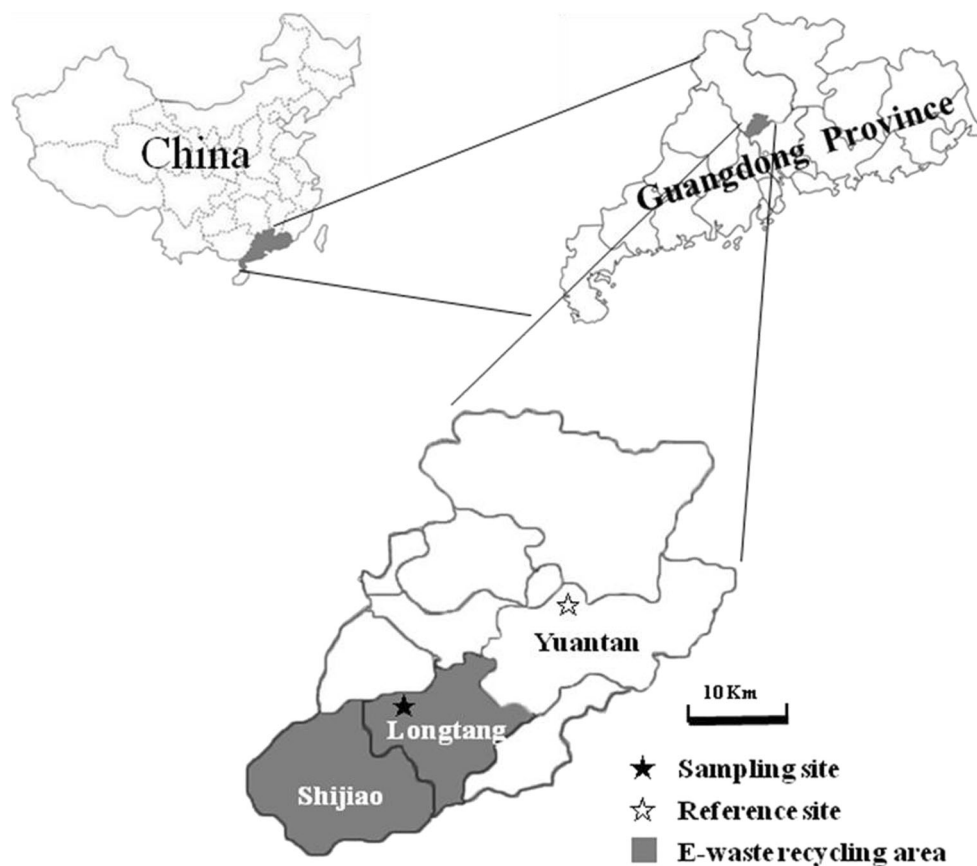 China
Guangdong Province
Yuantan
10 Km
Longtang
Shijiao
Sampling site
Reference site
E-waste recycling area